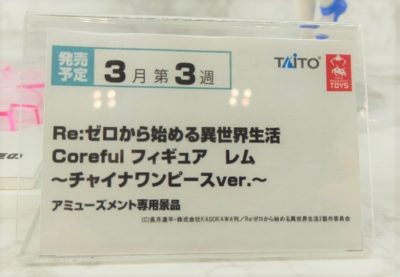 発売
予定
3月第3週
TAITO
TOYS
Re:ゼロから始める異世界生活
Coreful フィギュア レム
～チャイナワンピースver.～
アミューズメント専用景品
(C)長月達平・株式会社KADOKAWA刊/Re:ゼロから始める異世界生活2製作委員会